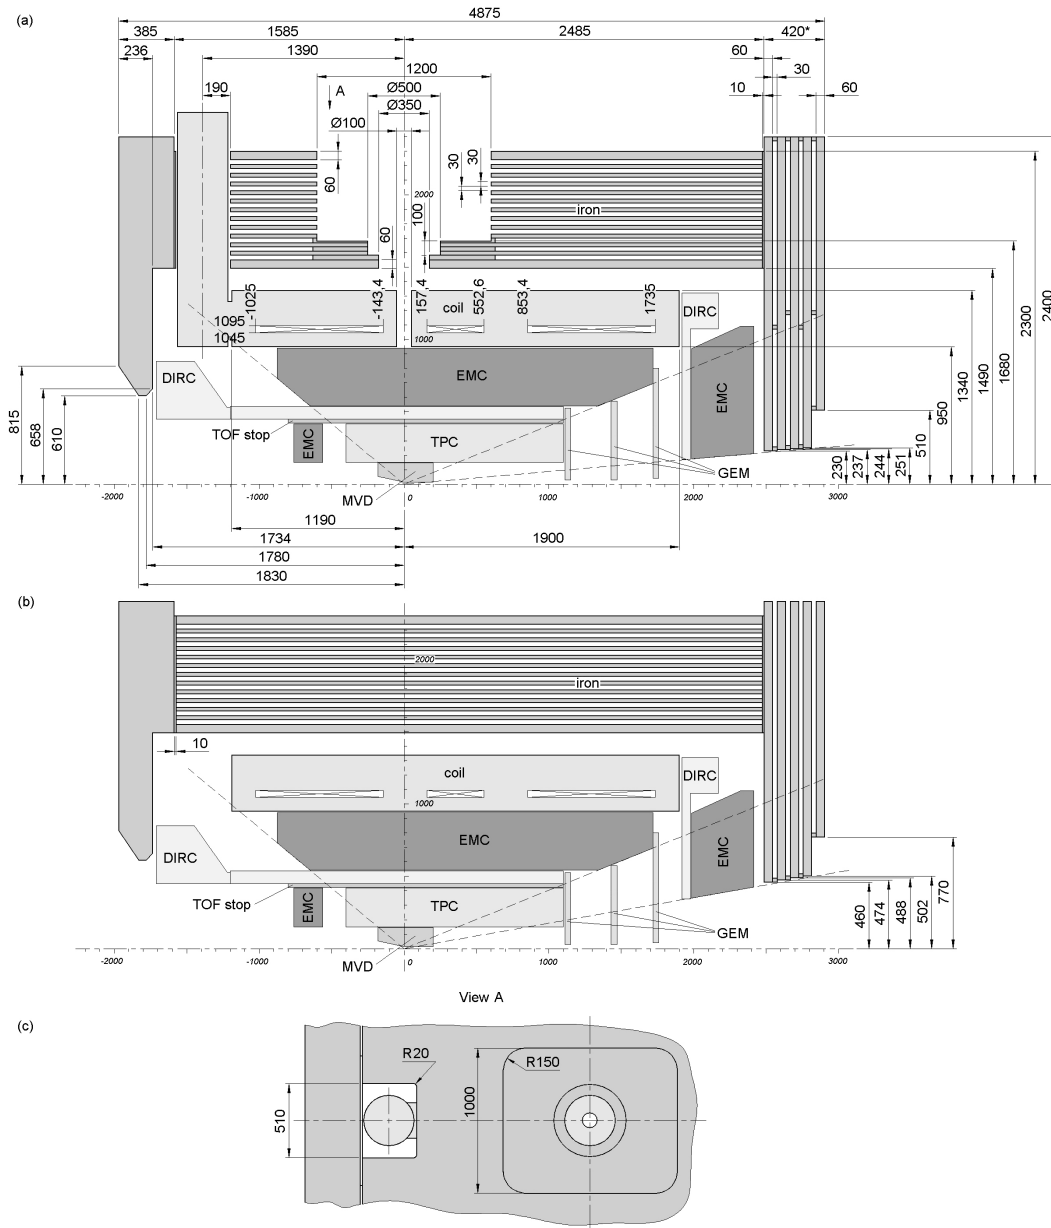 (a)
4875
385 1585 2485 420*
236 1390 60
1200 30
190 A Ø500 10 60
Ø350
Ø100
60 30 30
2000
100
iron
60
-1025 -143,4 157,4 552,6 853,4 1735
coil DIRC
1095
1045 1000
EMC
DIRC EMC
TOF stop
EMC TPC
GEM
MVD
815 658 610
230 237 244 251 510 950 1340 1490 1680 2300 2400
-2000 -1000 0 1000 2000 3000
1190
1734 1900
1780
1830
(b)
2000
iron
10
coil DIRC
1000
EMC
DIRC EMC
TOF stop
EMC TPC
GEM
MVD
460 474 488 502 770
-2000 -1000 0 1000 2000 3000
View A
(c)
R20 R150
510 1000